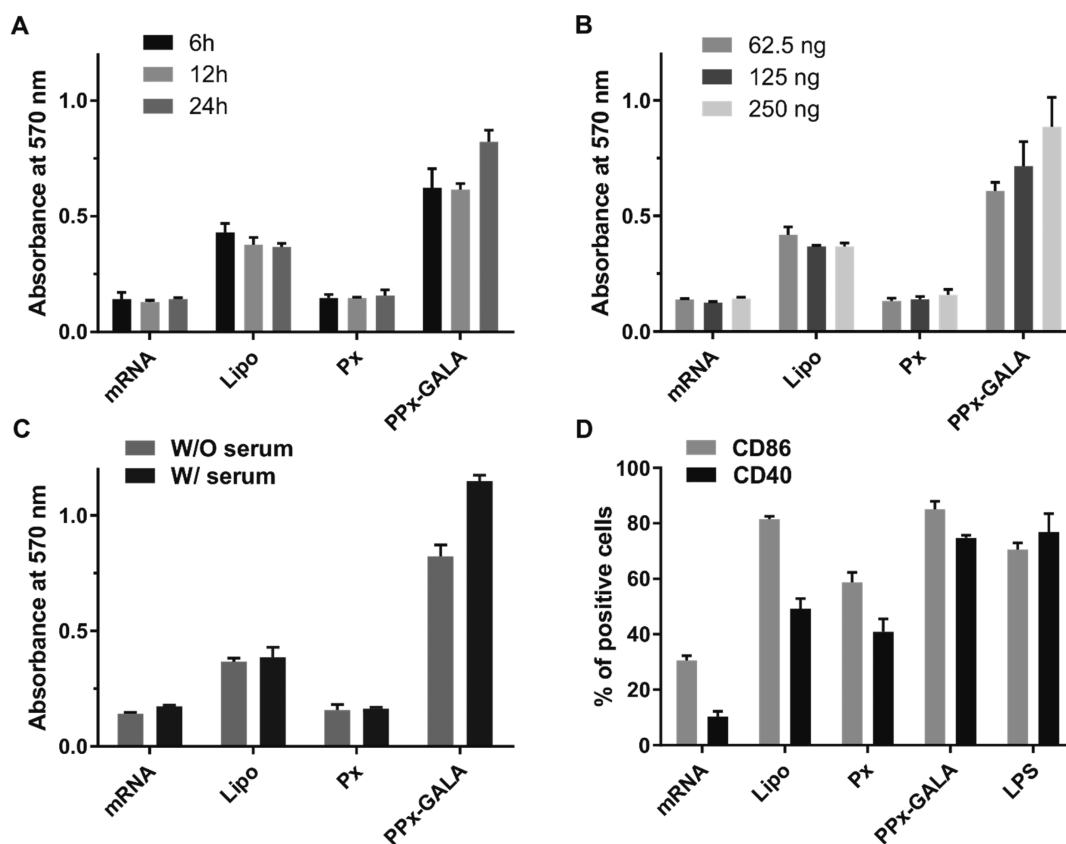 A
6h
12h
24h
Absorbance at 570 nm
1.0
0.5
0.0
mRNA
Lipo
Px
PPx-GALA
B
62.5 ng
125 ng
250 ng
Absorbance at 570 nm
1.0
0.5
0.0
mRNA
Lipo
Px
PPx-GALA
C
W/O serum
W/ serum
Absorbance at 570 nm
1.0
0.5
0.0
mRNA
Lipo
Px
PPx-GALA
D
CD86
CD40
% of positive cells
100
80
60
40
20
0
mRNA
Lipo
Px
PPx-GALA
LPS